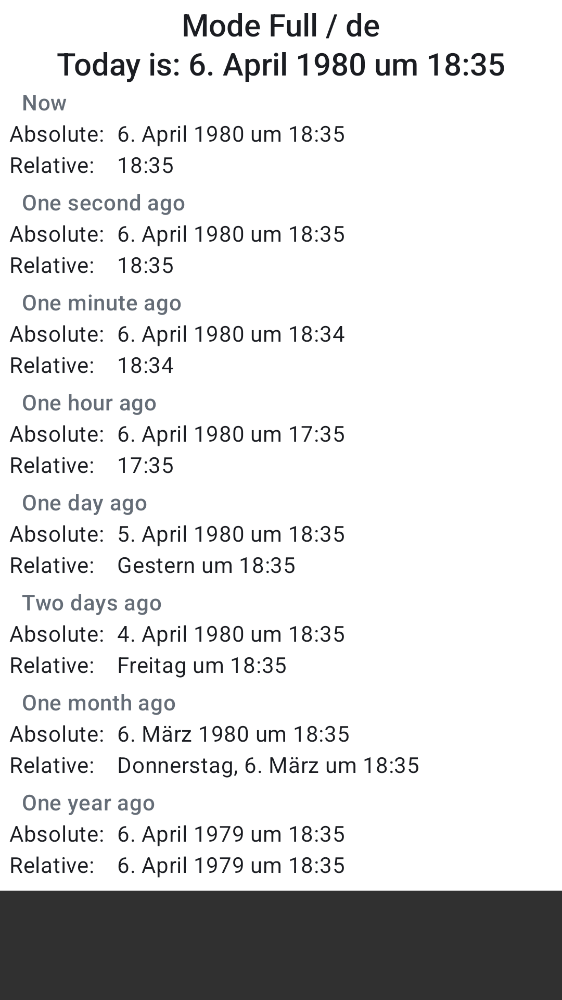 Mode Full / de
Today is: 6. April 1980 um 18:35
Now
Absolute: 6. April 1980 um 18:35
Relative: 18:35
One second ago
Absolute: 6. April 1980 um 18:35
Relative: 18:35
One minute ago
Absolute: 6. April 1980 um 18:34
Relative: 18:34
One hour ago
Absolute: 6. April 1980 um 17:35
Relative: 17:35
One day ago
Absolute: 5. April 1980 um 18:35
Relative: Gestern um 18:35
Two days ago
Absolute: 4. April 1980 um 18:35
Relative: Freitag um 18:35
One month ago
Absolute: 6. März 1980 um 18:35
Relative: Donnerstag, 6. März um 18:35
One year ago
Absolute: 6. April 1979 um 18:35
Relative: 6. April 1979 um 18:35